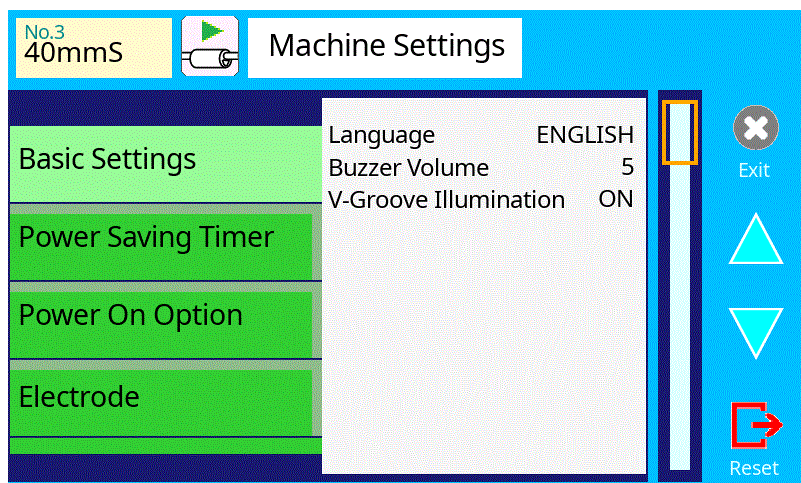 No.3
40mmS
Machine Settings
Basic Settings
Power Saving Timer
Power On Option
Electrode
Language ENGLISH
Buzzer Volume 5
V-Groove Illumination ON
Exit
Reset